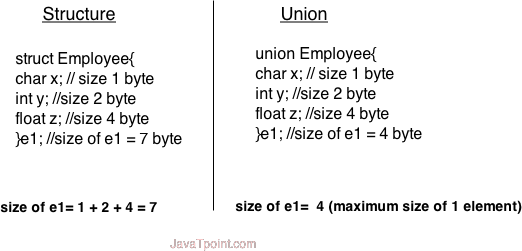 Structure
struct Employee{
char x; // size 1 byte
int y; //size 2 byte
float z; //size 4 byte
}e1; //size of e1 = 7 byte
size of e1= 1 + 2 + 4 = 7
Union
union Employee{
char x; // size 1 byte
int y; //size 2 byte
float z; //size 4 byte
}e1; //size of e1 = 4 byte
size of e1=  4 (maximum size of 1 element)
JavaTpoint.com